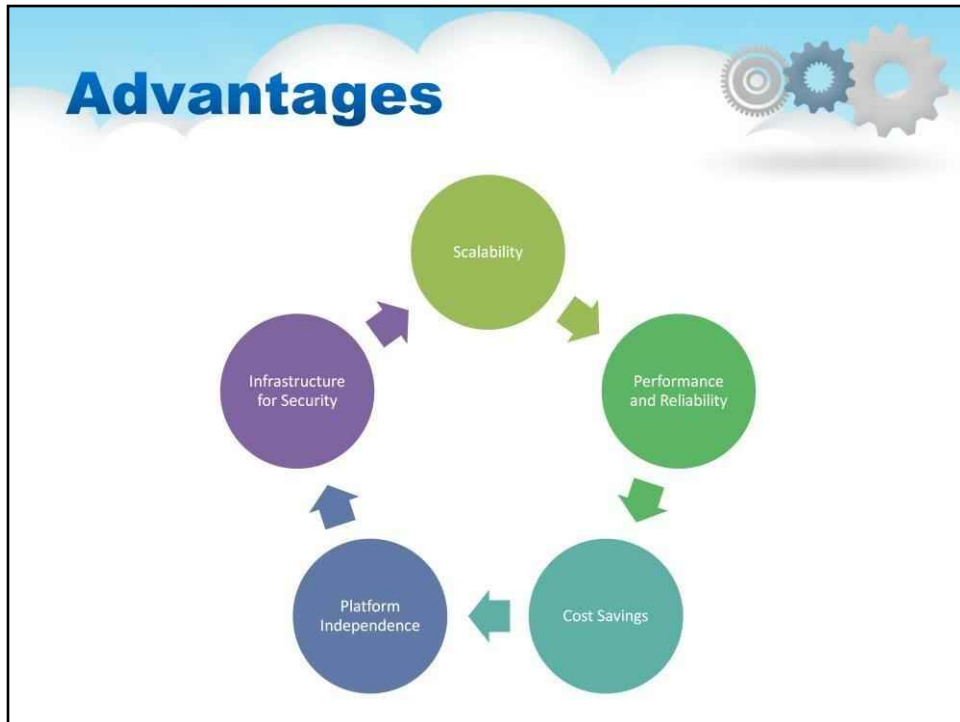 Advantages
Scalability
Performance
and Reliability
Cost Savings
Platform
Independence
Infrastructure
for Security